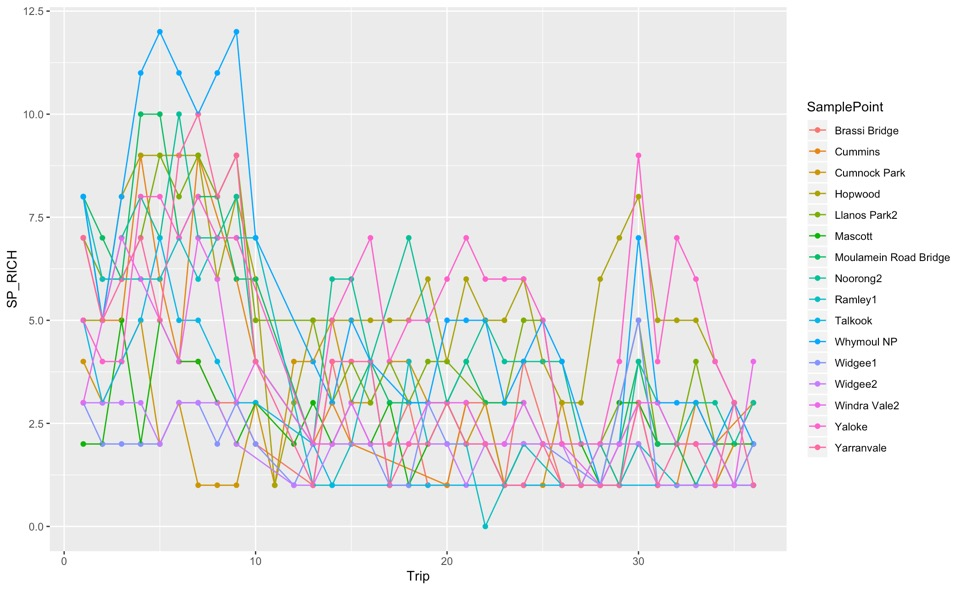 12.5
10.0
7.5
5.0
2.5
0.0
SP_RICH
0
10
20
30
Trip
SamplePoint
Brassi Bridge
Cummins
Cumnock Park
Hopwood
Llanos Park2
Mascott
Moulamein Road Bridge
Noorong2
Ramley1
Talkook
Whymoul NP
Widgee1
Widgee2
Windra Vale2
Yaloke
Yarranvale